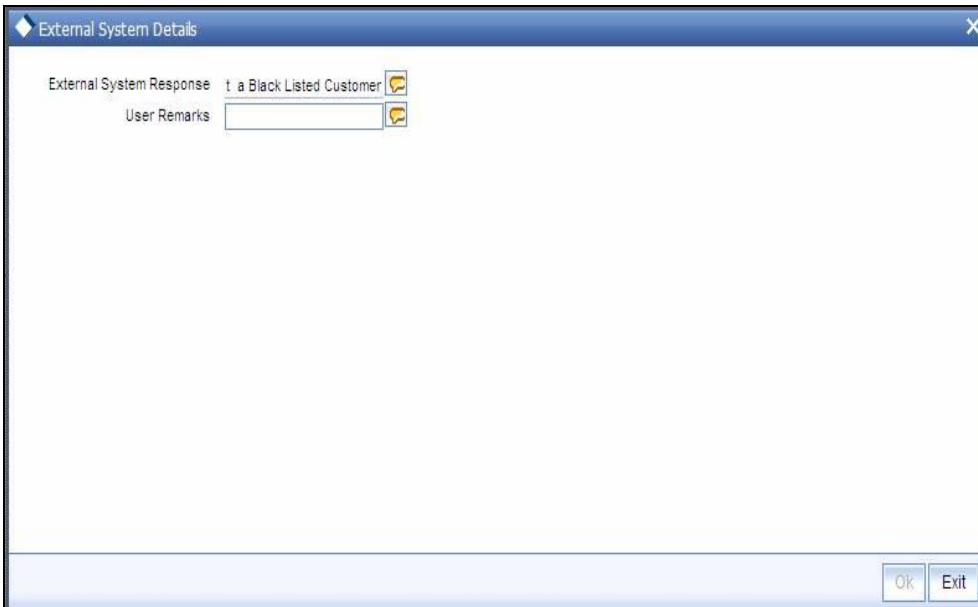 External System Details
External System Response t a Black Listed Customer
User Remarks
Ok Exit